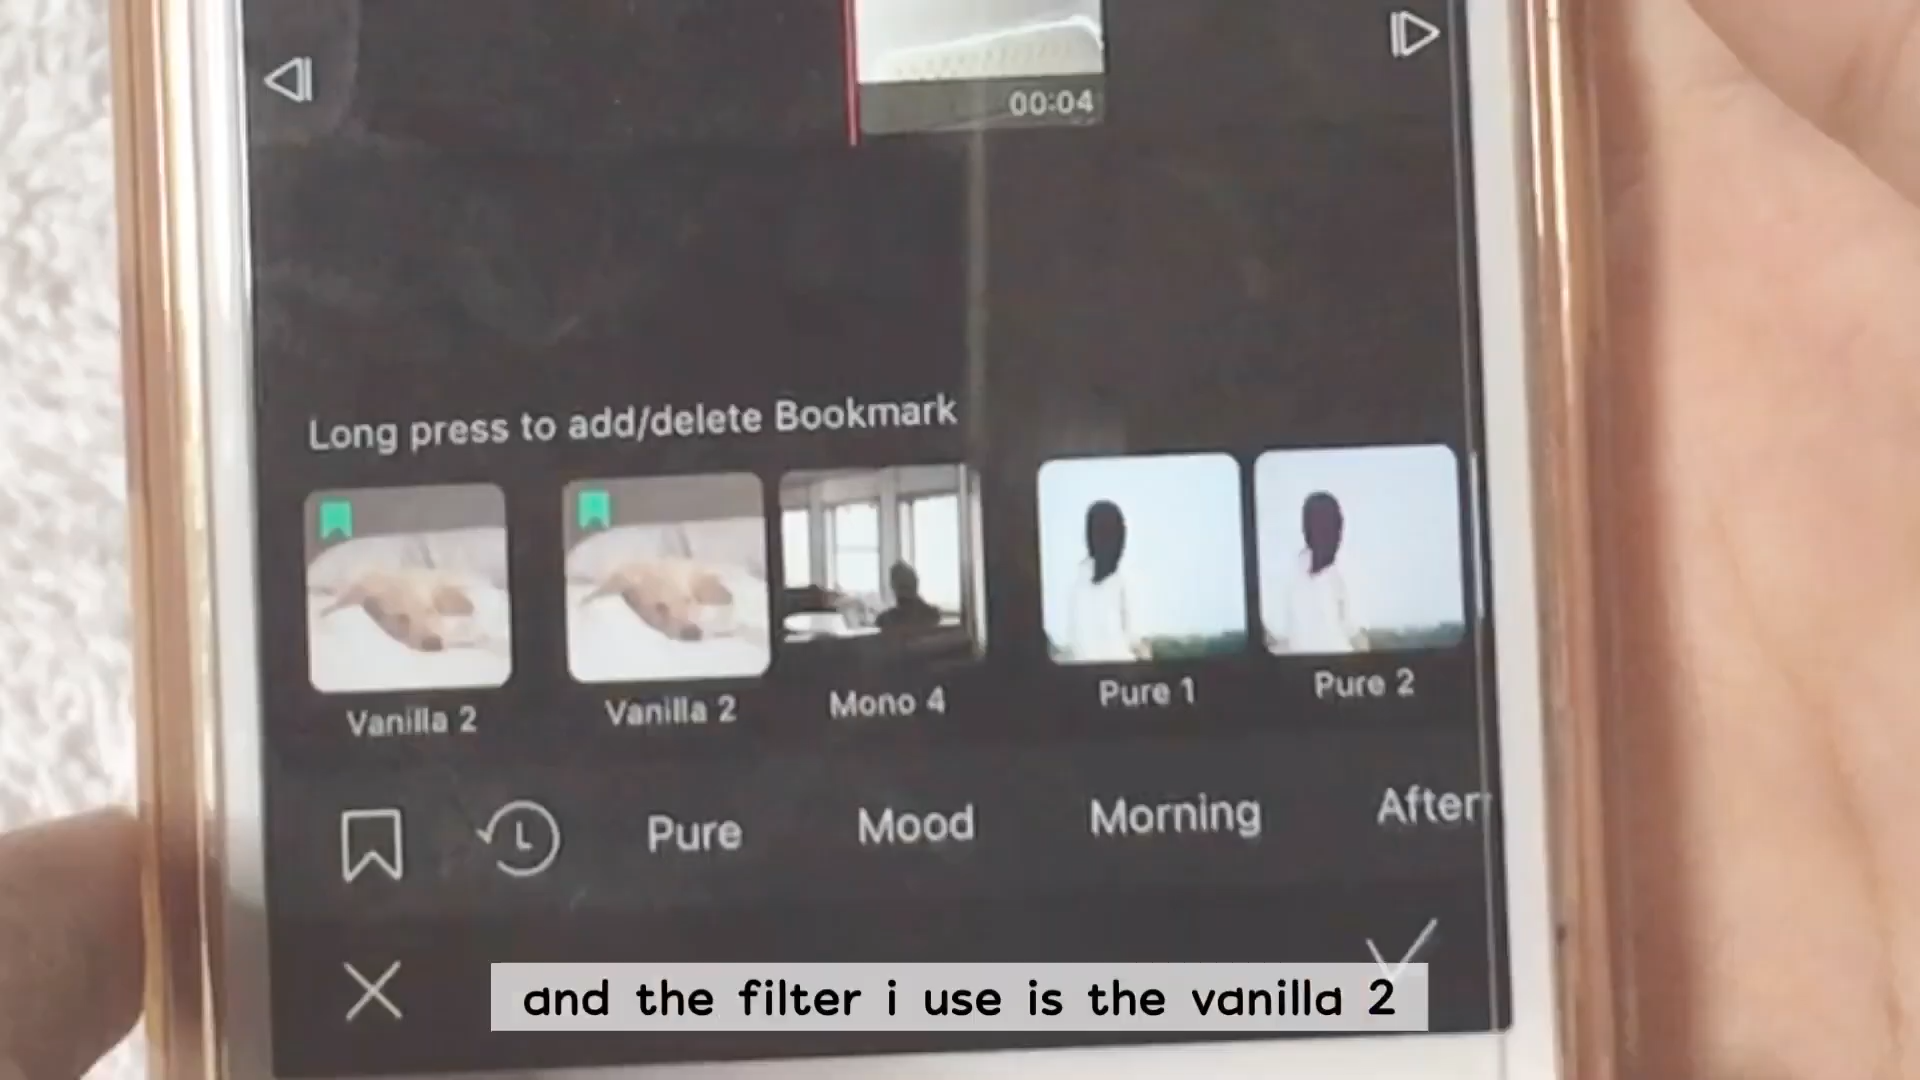 00:04
Long press to add/delete Bookmark
Vanilla 2
Vanilla 2
Mono 4
Pure 1
Pure 2
Pure
Mood
Morning
After
and the filter i use is the vanilla 2